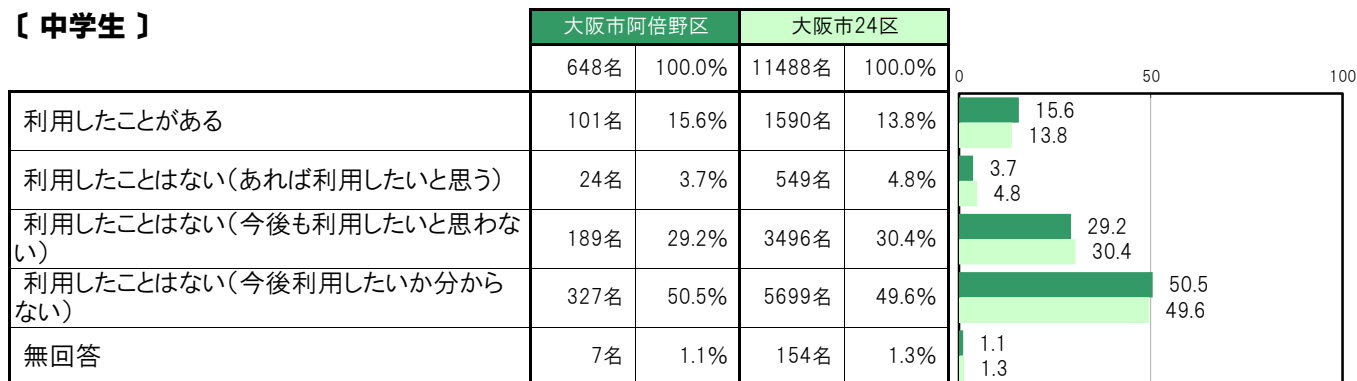 〔 中学生 〕
大阪市阿倍野区 大阪市24区
648名 100.0% 11488名 100.0%
0 50 100
利用したことがある 101名 15.6% 1590名 13.8%
15.6
13.8
利用したことはない（あれば利用したいと思う） 24名 3.7% 549名 4.8%
3.7
4.8
利用したことはない（今後も利用したいと思わな
い） 189名 29.2% 3496名 30.4%
29.2
30.4
利用したことはない（今後利用したいか分から
ない） 327名 50.5% 5699名 49.6%
50.5
49.6
無回答 7名 1.1% 154名 1.3%
1.1
1.3